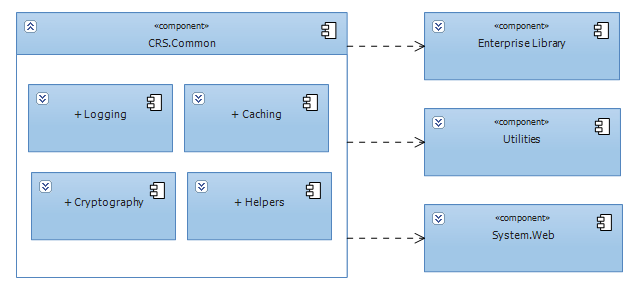 «component»
CRS.Common
+ Logging
+ Caching
+ Cryptography
+ Helpers
«component»
Enterprise Library
«component»
Utilities
«component»
System.Web